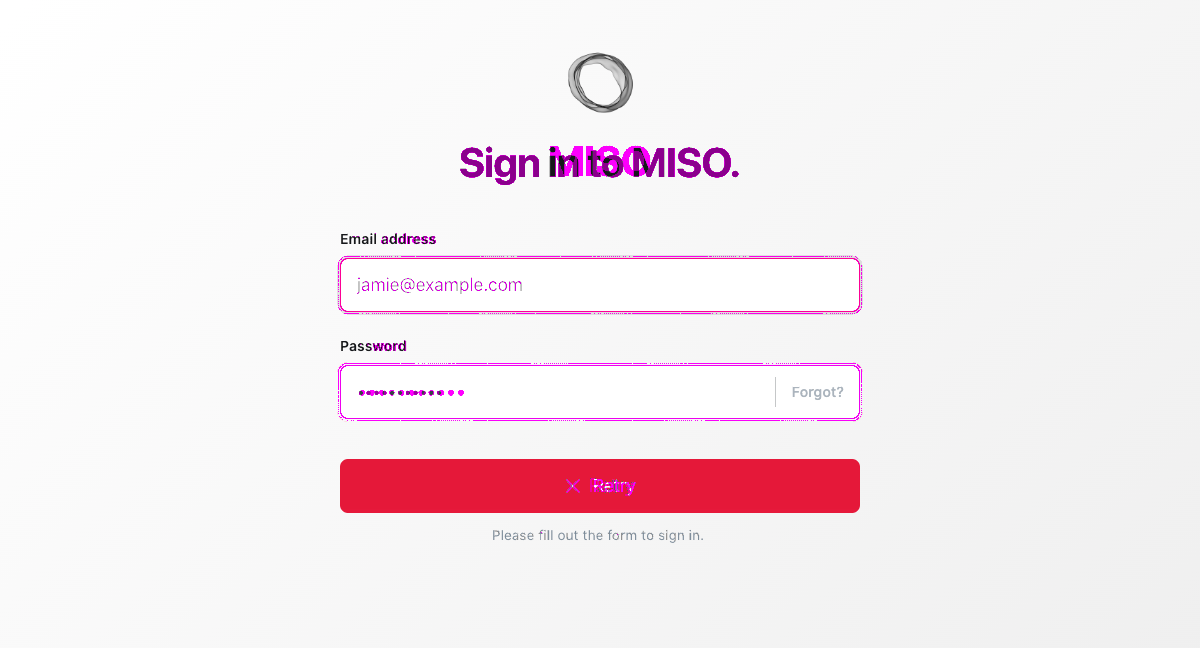 Sign in to MISO.
Email address
jamie@example.com
Password
Forgot?
Retry
Please fill out the form to sign in.